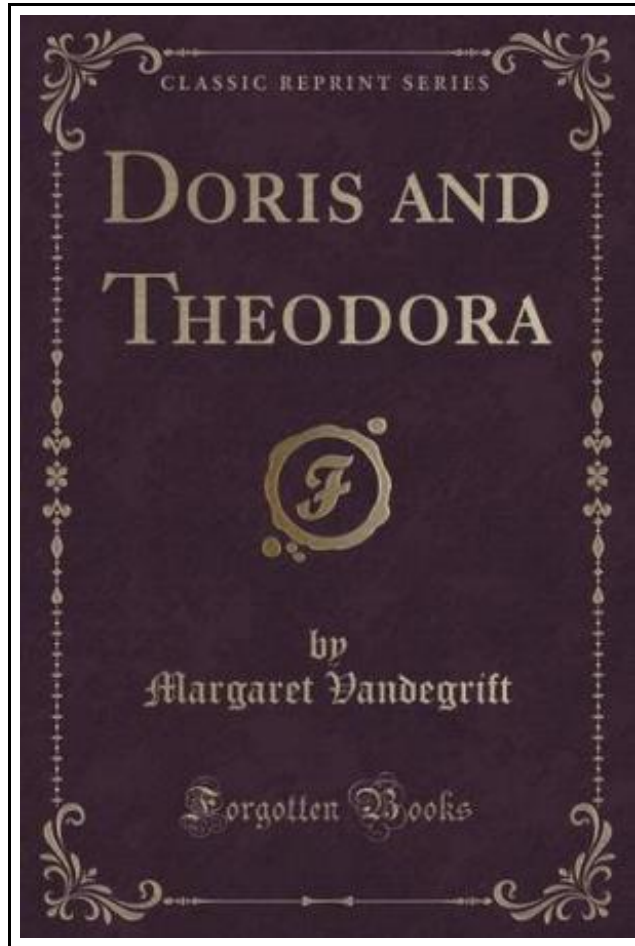 CLASSIC REPRINT SERIES
DORIS AND
THEODORA
F
by
Margaret Vandegrift
Forgotten Books